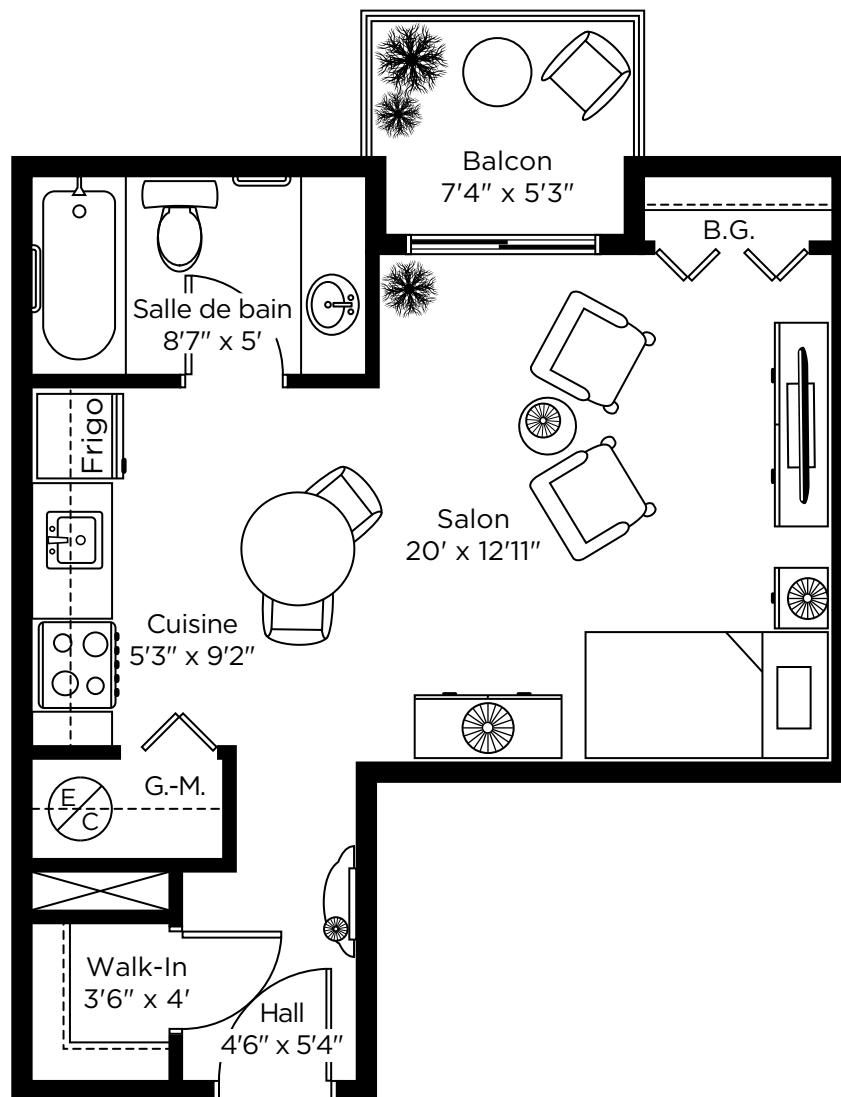 Balcon
7'4" x 5'3"
B.G.
Salle de bain
8'7" x 5'
Frigo
Salon
20' x 12'11"
Cuisine
5'3" x 9'2"
G.-M.
E
C
Walk-In
3'6" x 4'
Hall
4'6" x 5'4"